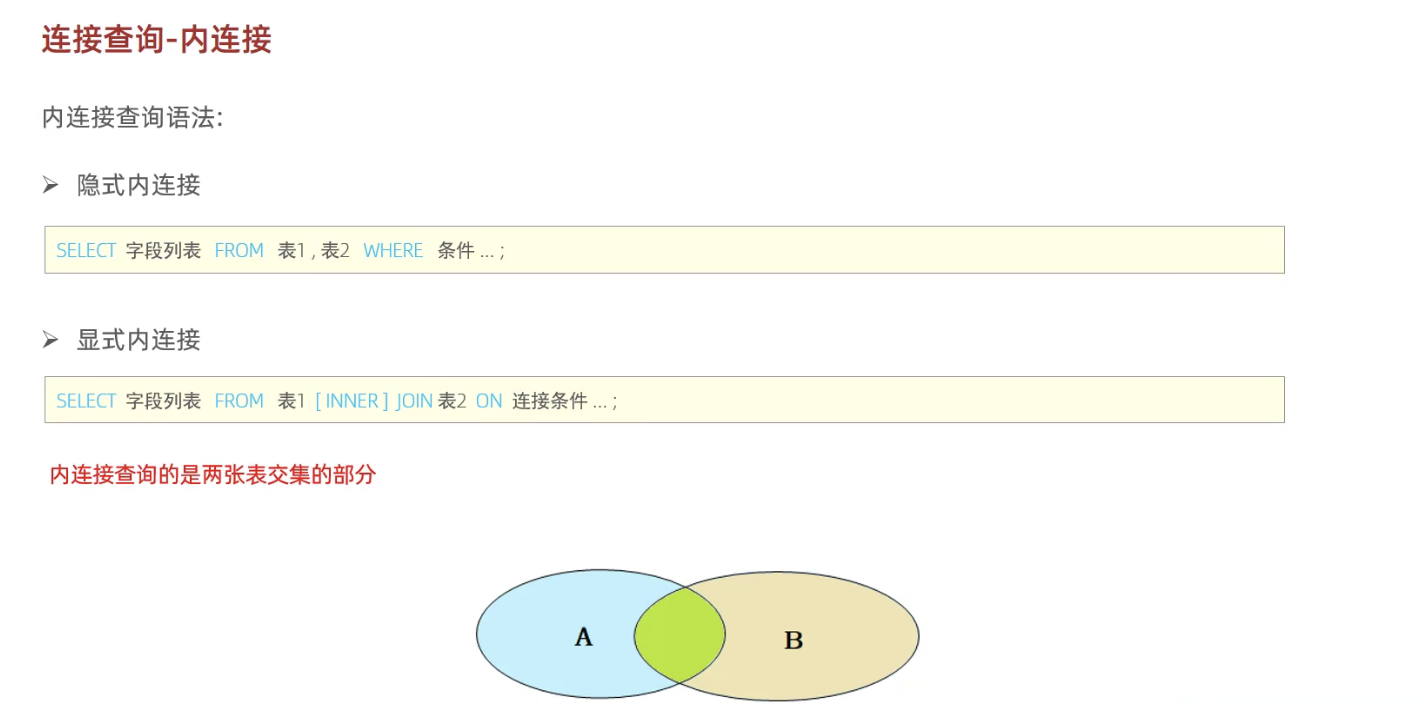 连接查询-内连接
内连接查询语法:
➢ 隐式内连接
SELECT 字段列表 FROM 表1 , 表2 WHERE 条件 ... ;
➢ 显式内连接
SELECT 字段列表 FROM 表1 [ INNER ] JOIN 表2 ON 连接条件 ... ;
内连接查询的是两张表交集的部分
A B